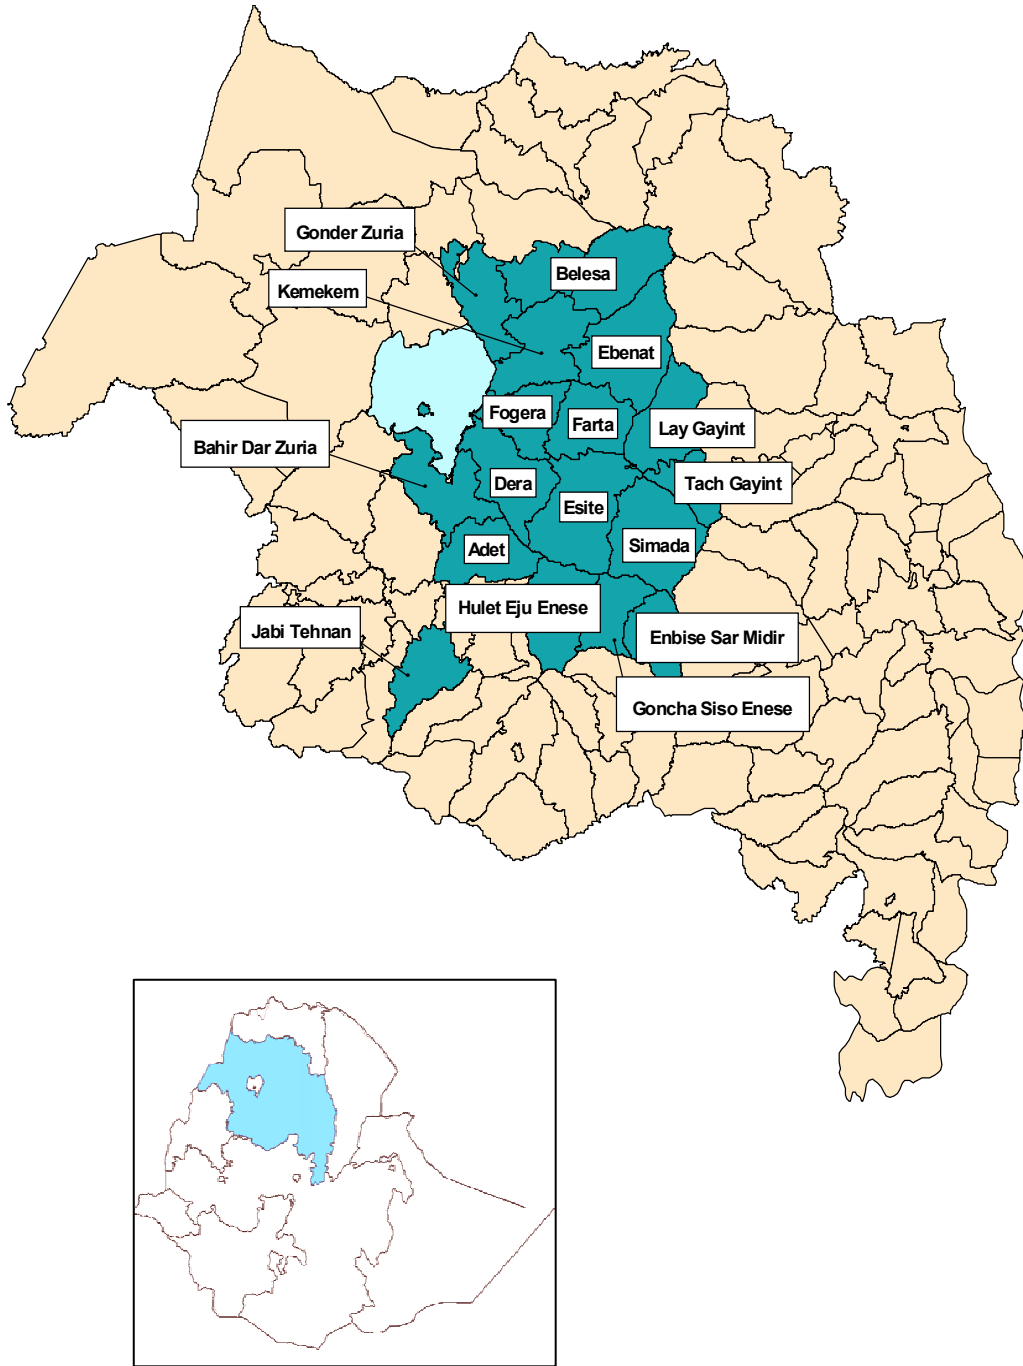 Gonder Zuria
Belesa
Kemekem
Ebenat
Fogera
Farta
Lay Gayint
Bahir Dar Zuria
Dera
Tach Gayint
Esite
Adet
Simada
Hulet Eju Enese
Jabi Tehnan
Enbise Sar Midir
Goncha Siso Enese